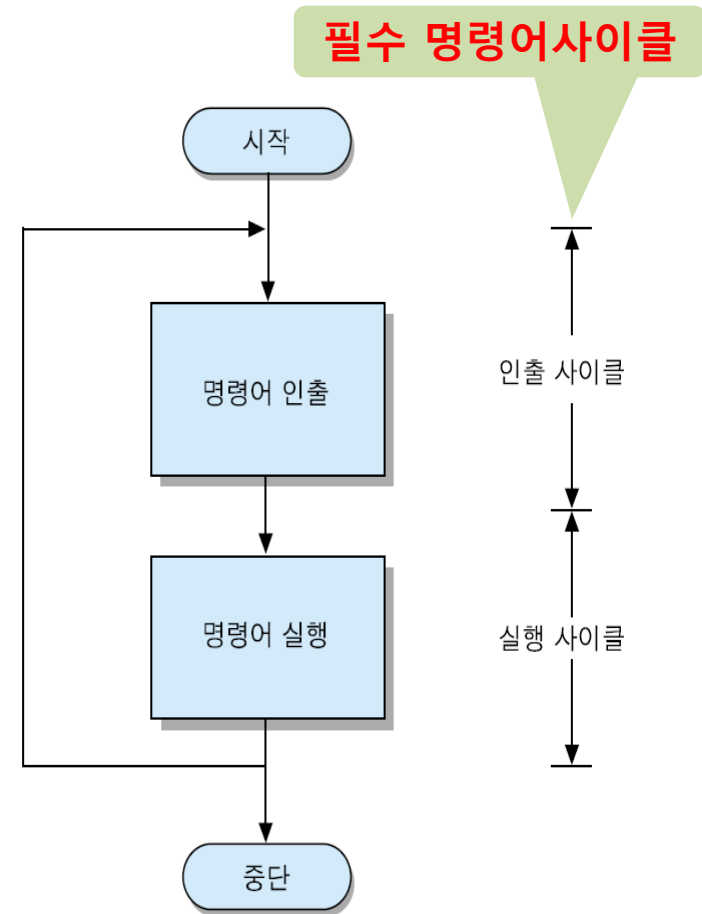 필수 명령어사이클
시작
명령어 인출
인출 사이클
명령어 실행
실행 사이클
중단